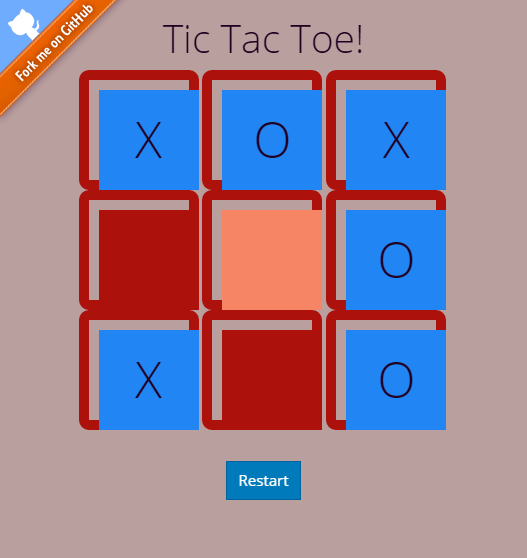 Fork me on GitHub
Tic Tac Toe!
X O X
O
X O
Restart